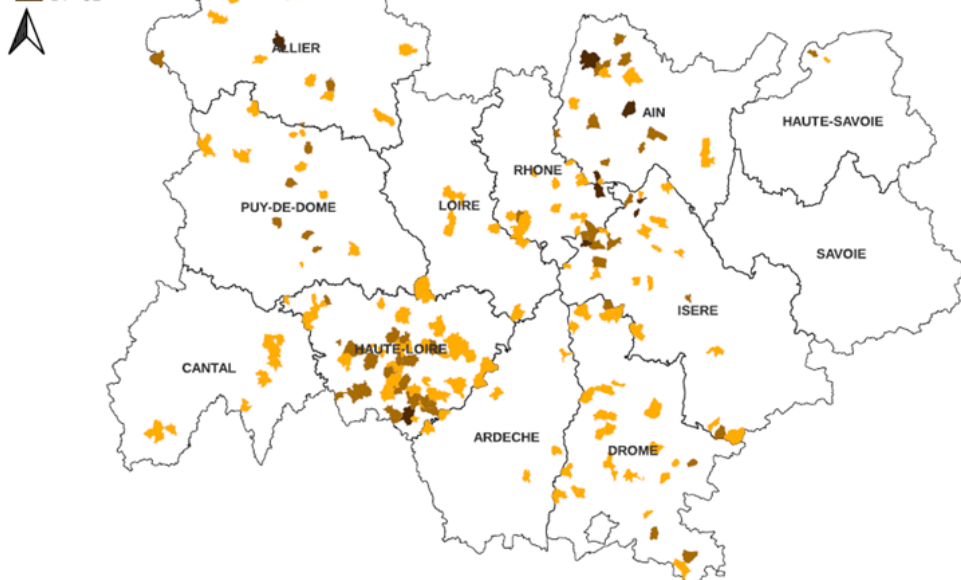 ALLIER
AIN
HAUTE-SAVOIE
RHONE
PUY-DE-DOME
LOIRE
SAVOIE
ISERE
HAUTE-LOIRE
CANTAL
ARDECHE
DROME